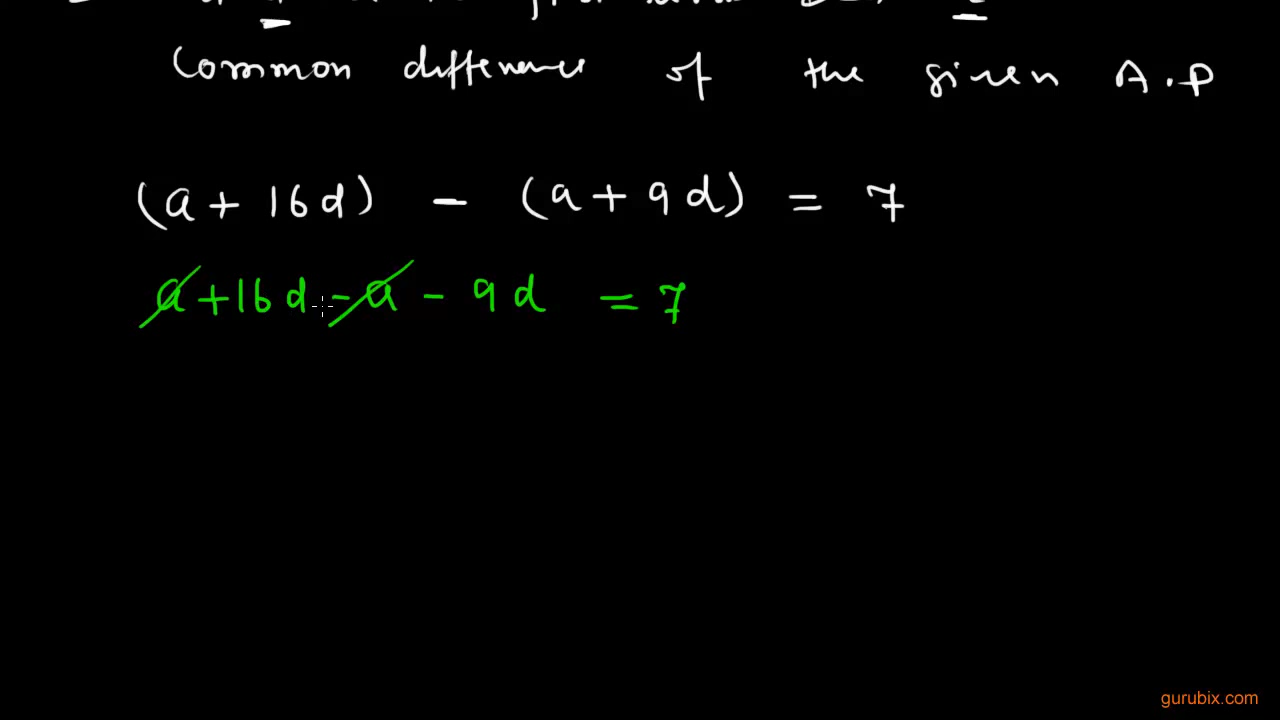 Common difference of the given A.P
(a + 16d) - (a + 9d) = 7
a + 16d - a - 9d = 7
gurubix.com